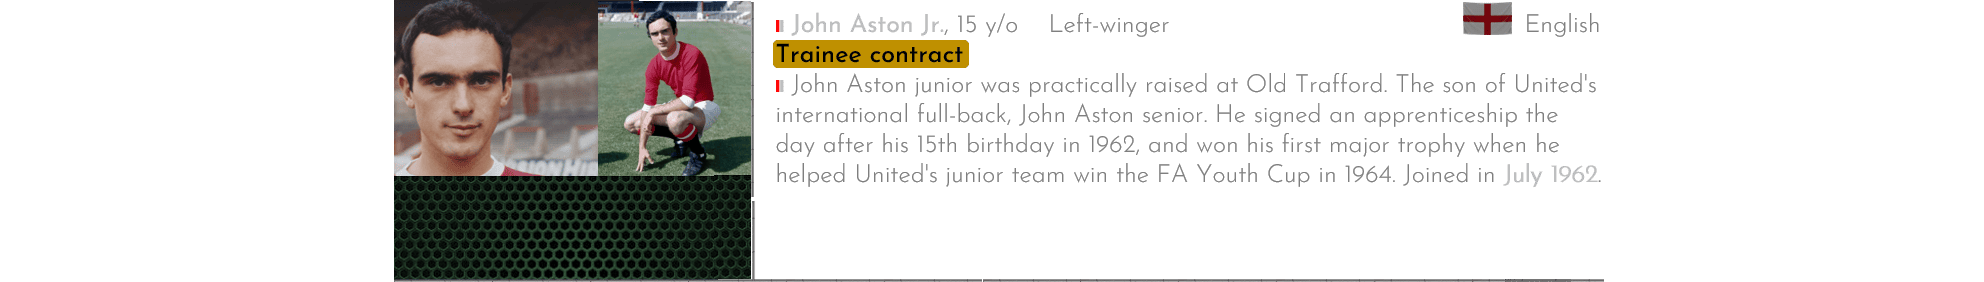 John Aston Jr., 15 y/o Left-winger English
Trainee contract
John Aston junior was practically raised at Old Trafford. The son of United's
international full-back, John Aston senior. He signed an apprenticeship the
day after his 15th birthday in 1962, and won his first major trophy when he
helped United's junior team win the FA Youth Cup in 1964. Joined in July 1962.